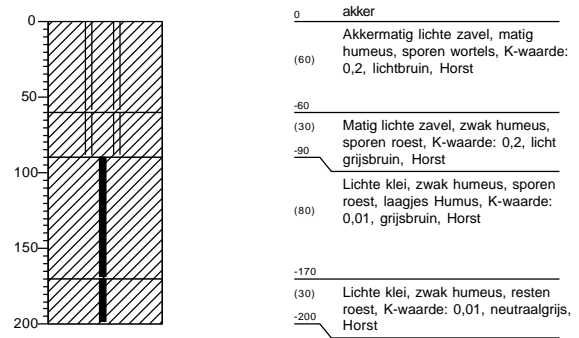 0
50
100
150
200
0 akker
(60)
Akkermatig lichte zavel, matig
humeus, sporen wortels, K-waarde:
0,2, lichtbruin, Horst
-60
(30)
Matig lichte zavel, zwak humeus,
sporen roest, K-waarde: 0,2, licht
grijsbruin, Horst
-90
(80)
Lichte klei, zwak humeus, sporen
roest, laagjes Humus, K-waarde:
0,01, grijsbruin, Horst
-170
(30)
Lichte klei, zwak humeus, resten
roest, K-waarde: 0,01, neutraalgrijs,
Horst
-200